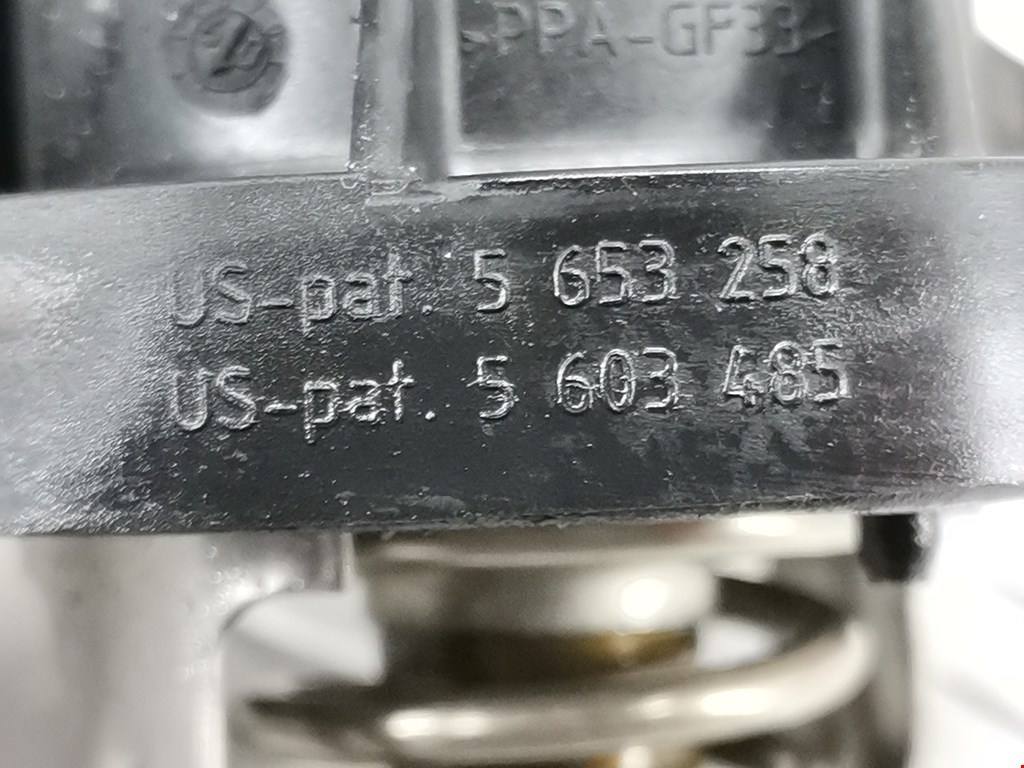 >PPA-GF33
US-pat. 5 653 258
US-pat. 5 603 485